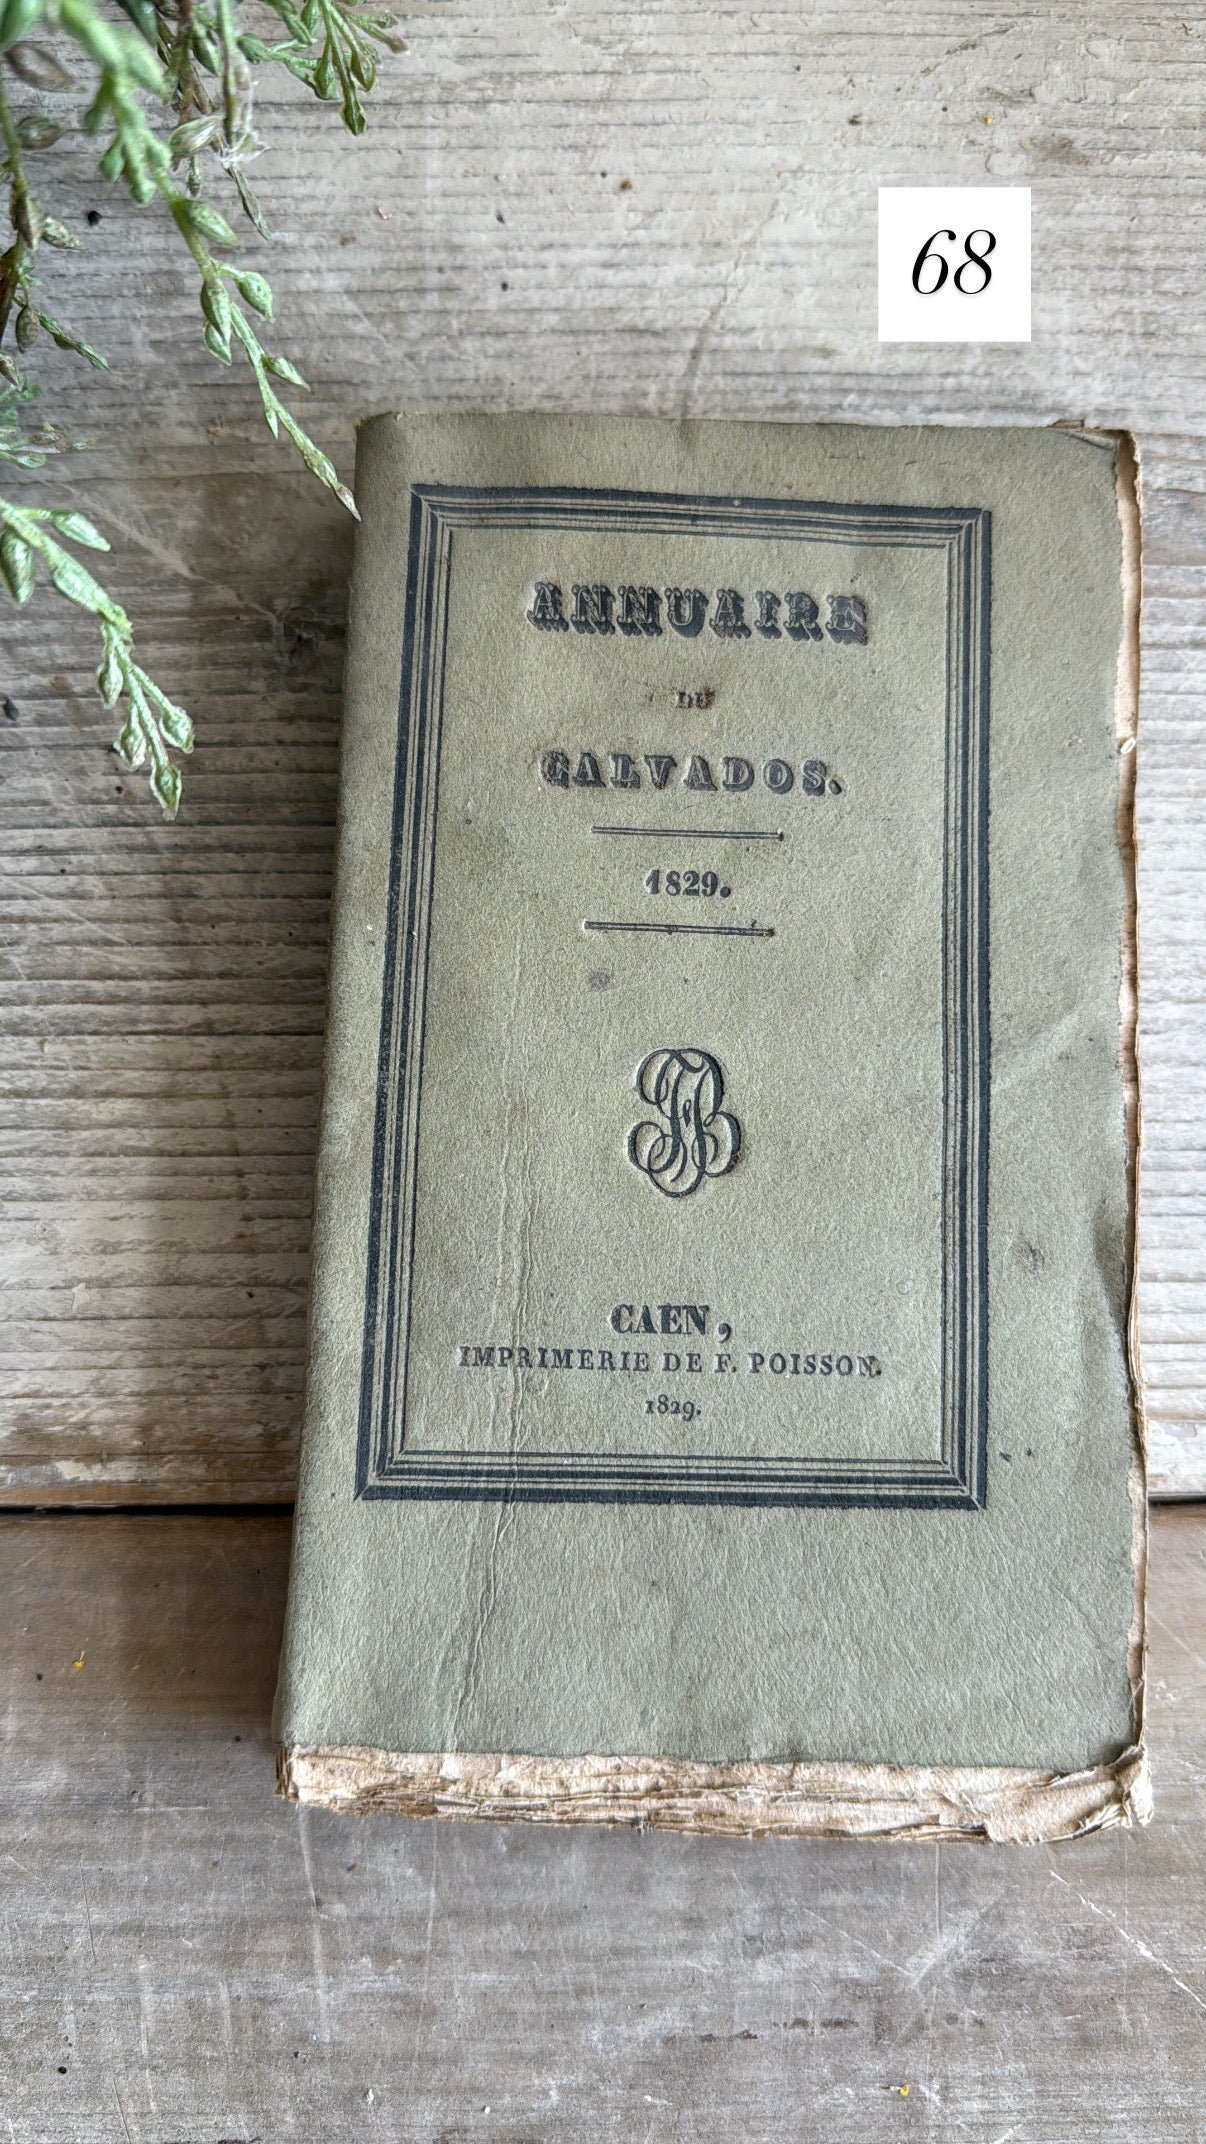 68
ANNUAIRE
DU
CALVADOS.
1829.
CAEN,
IMPRIMERIE DE F. POISSON.
1829.